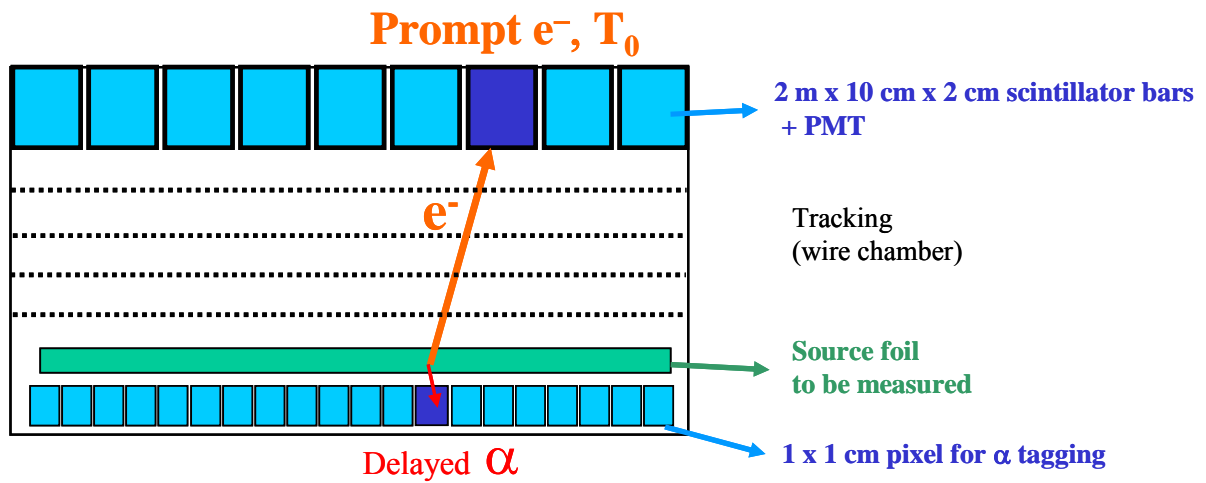 Prompt e–, T0
2 m x 10 cm x 2 cm scintillator bars
+ PMT
e-
Tracking
(wire chamber)
Source foil
to be measured
Delayed α
1 x 1 cm pixel for α tagging